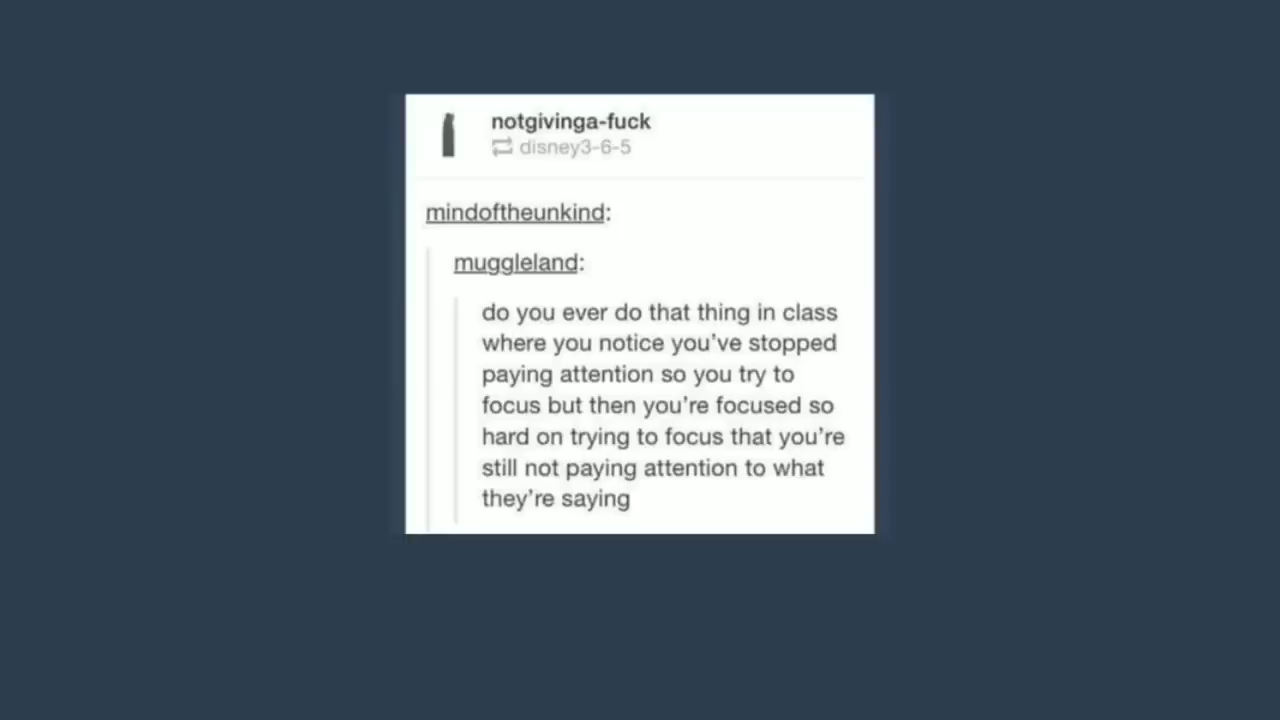 notgivinga-fuck
disney3-6-5
mindoftheunkind:
muggleland:
do you ever do that thing in class
where you notice you've stopped
paying attention so you try to
focus but then you're focused so
hard on trying to focus that you're
still not paying attention to what
they're saying